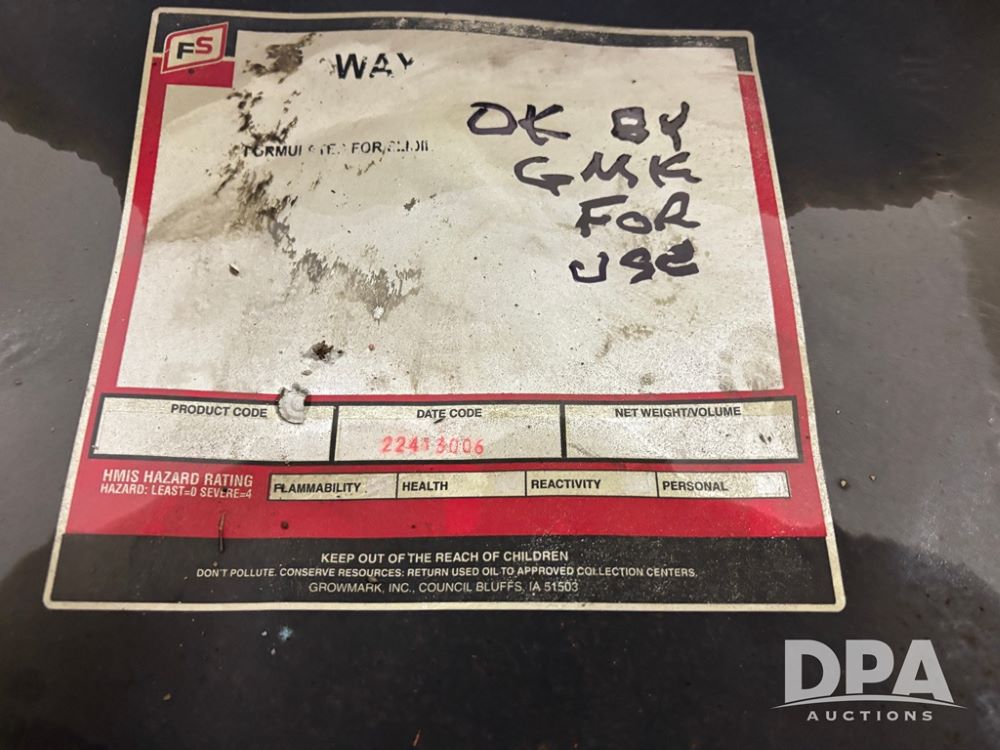 FS
WAY
OK BY
GMK
FOR
USE
FOR
PRODUCT CODE
DATE CODE
NET WEIGHT/VOLUME
22413006
HMIS HAZARD RATING
HAZARD: LEAST=0 SEVERE=4
FLAMMABILITY
HEALTH
REACTIVITY
PERSONAL
KEEP OUT OF THE REACH OF CHILDREN
DON'T POLLUTE. CONSERVE RESOURCES: RETURN USED OIL TO APPROVED COLLECTION CENTERS.
GROWMARK, INC., COUNCIL BLUFFS, IA 51503
DPA
AUCTIONS